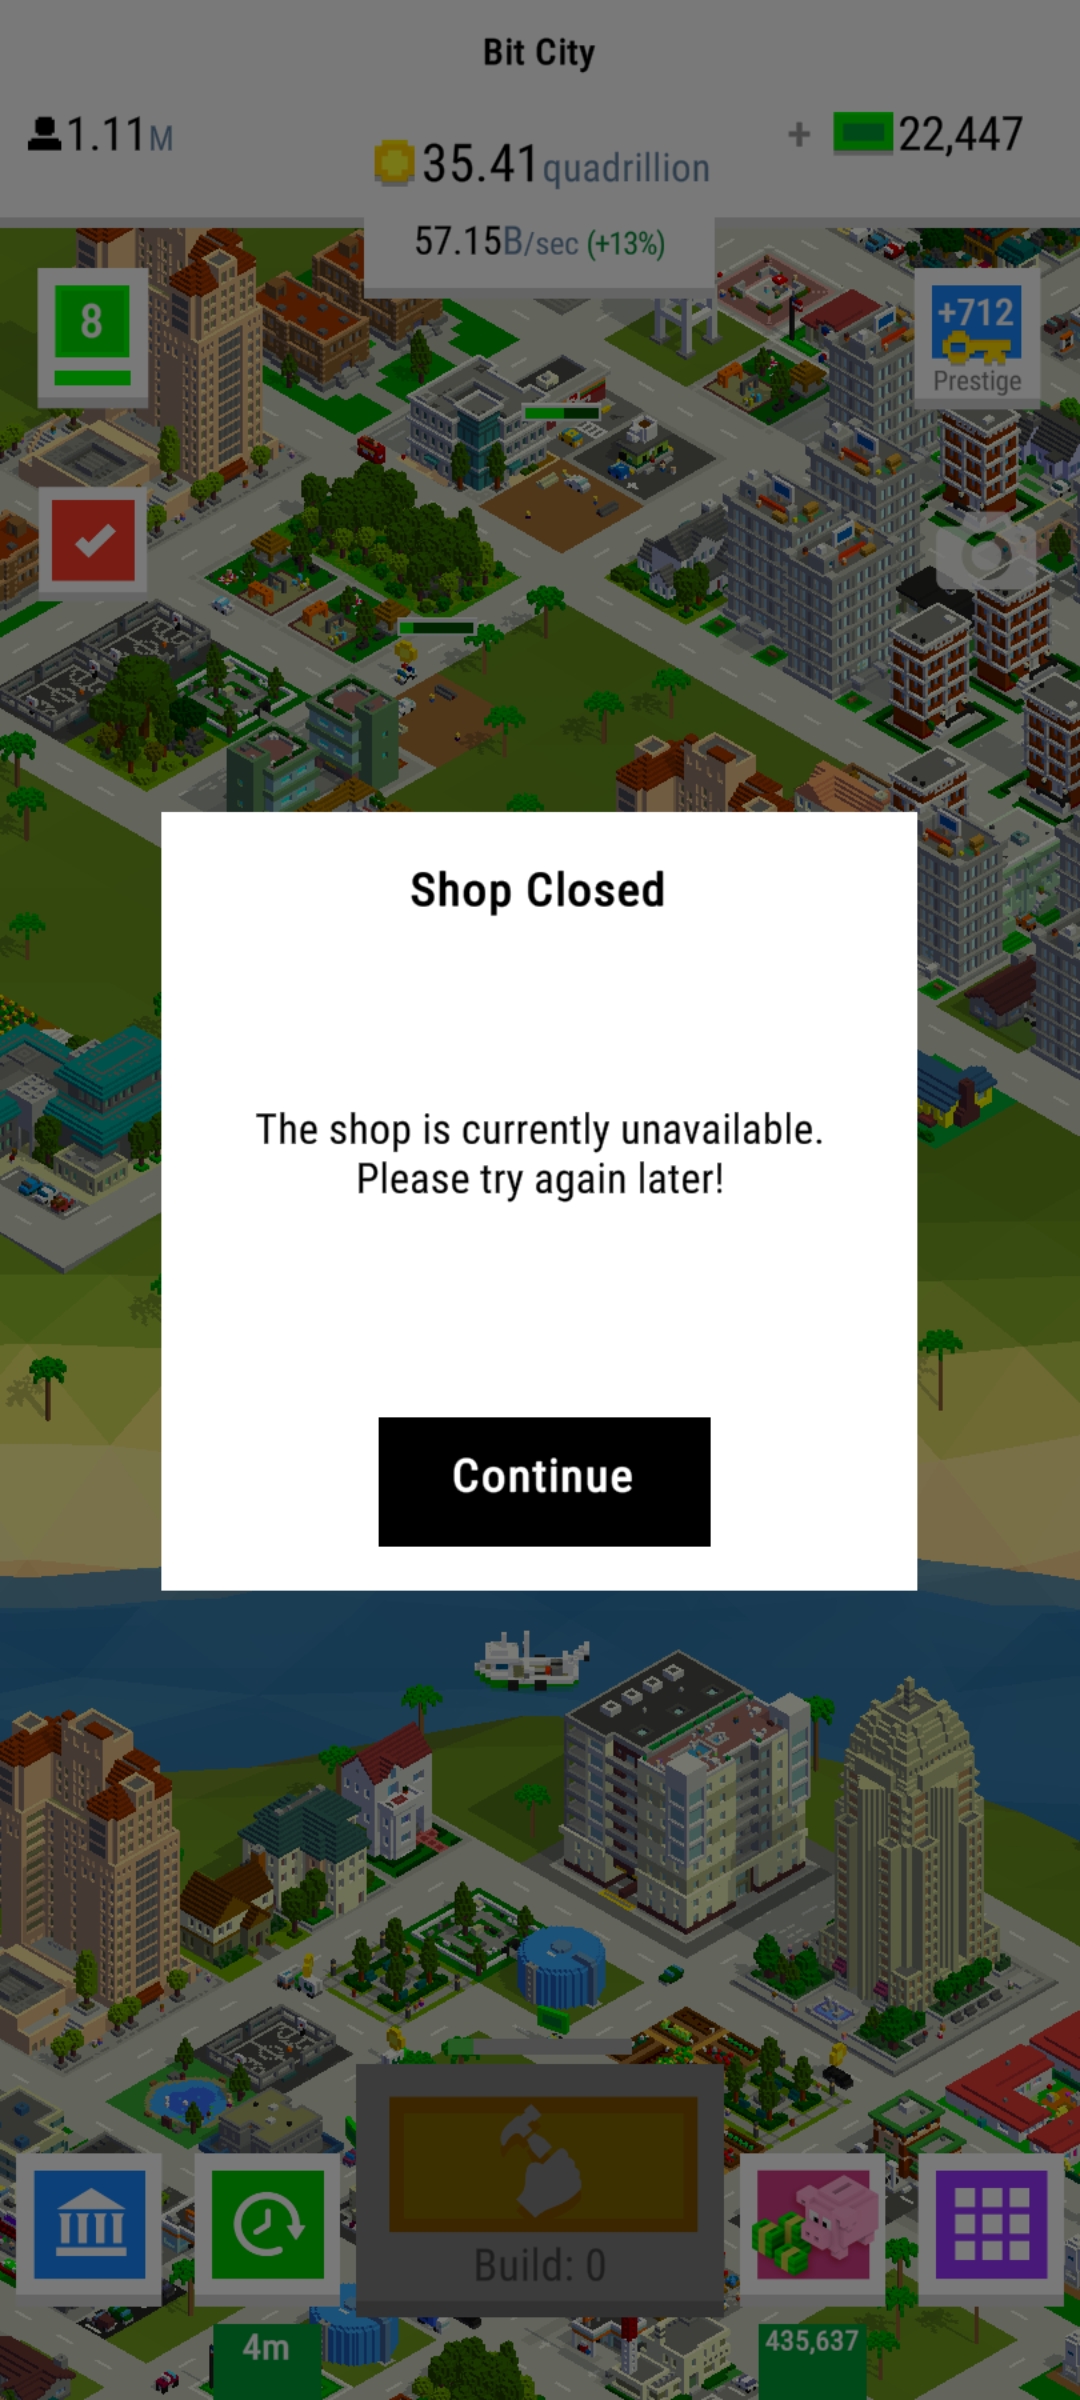 Bit City
1.11M
35.41quadrillion
+ 22,447
57.15B/sec (+13%)
8
+712
Prestige
Shop Closed
The shop is currently unavailable.
Please try again later!
Continue
Build: 0
4m
435,637